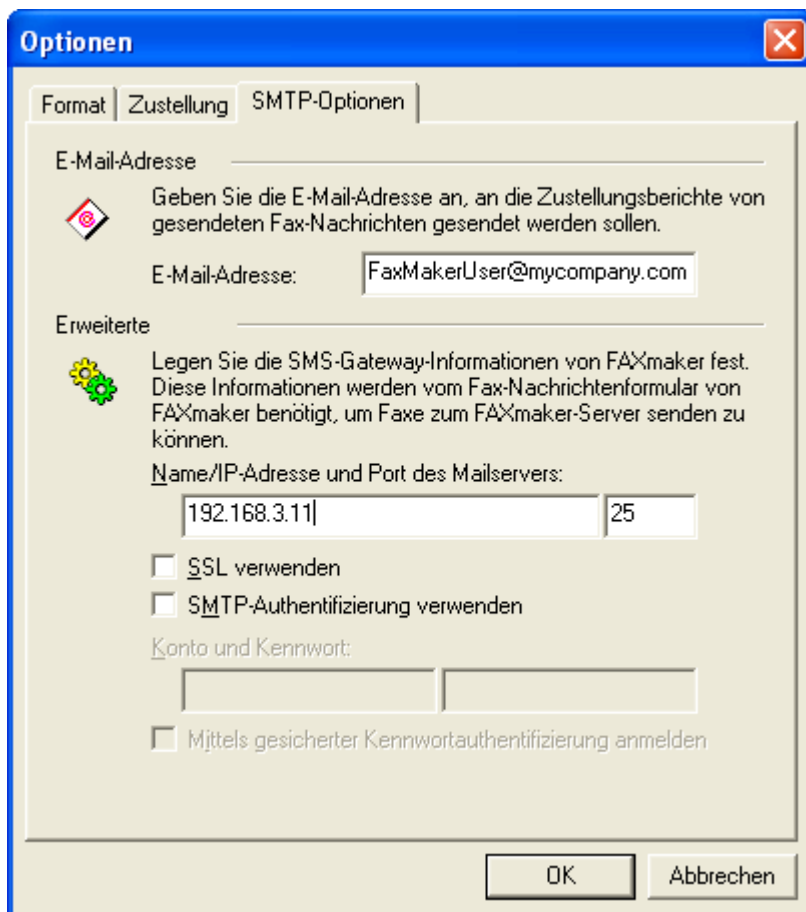 Optionen
Format
Zustellung
SMTP-Optionen
E-Mail-Adresse
Geben Sie die E-Mail-Adresse an, an die Zustellungsberichte von
gesendeten Fax-Nachrichten gesendet werden sollen.
E-Mail-Adresse:
FaxMakerUser@mycompany.com
Erweiterte
Legen Sie die SMS-Gateway-Informationen von FAXmaker fest.
Diese Informationen werden vom Fax-Nachrichtenformular von
FAXmaker benötigt, um Faxe zum FAXmaker-Server senden zu
können.
Name/IP-Adresse und Port des Mailservers:
192.168.3.11
25
SSL verwenden
SMTP-Authentifizierung verwenden
Konto und Kennwort:
Mittels gesicherter Kennwortauthentifizierung anmelden
OK
Abbrechen